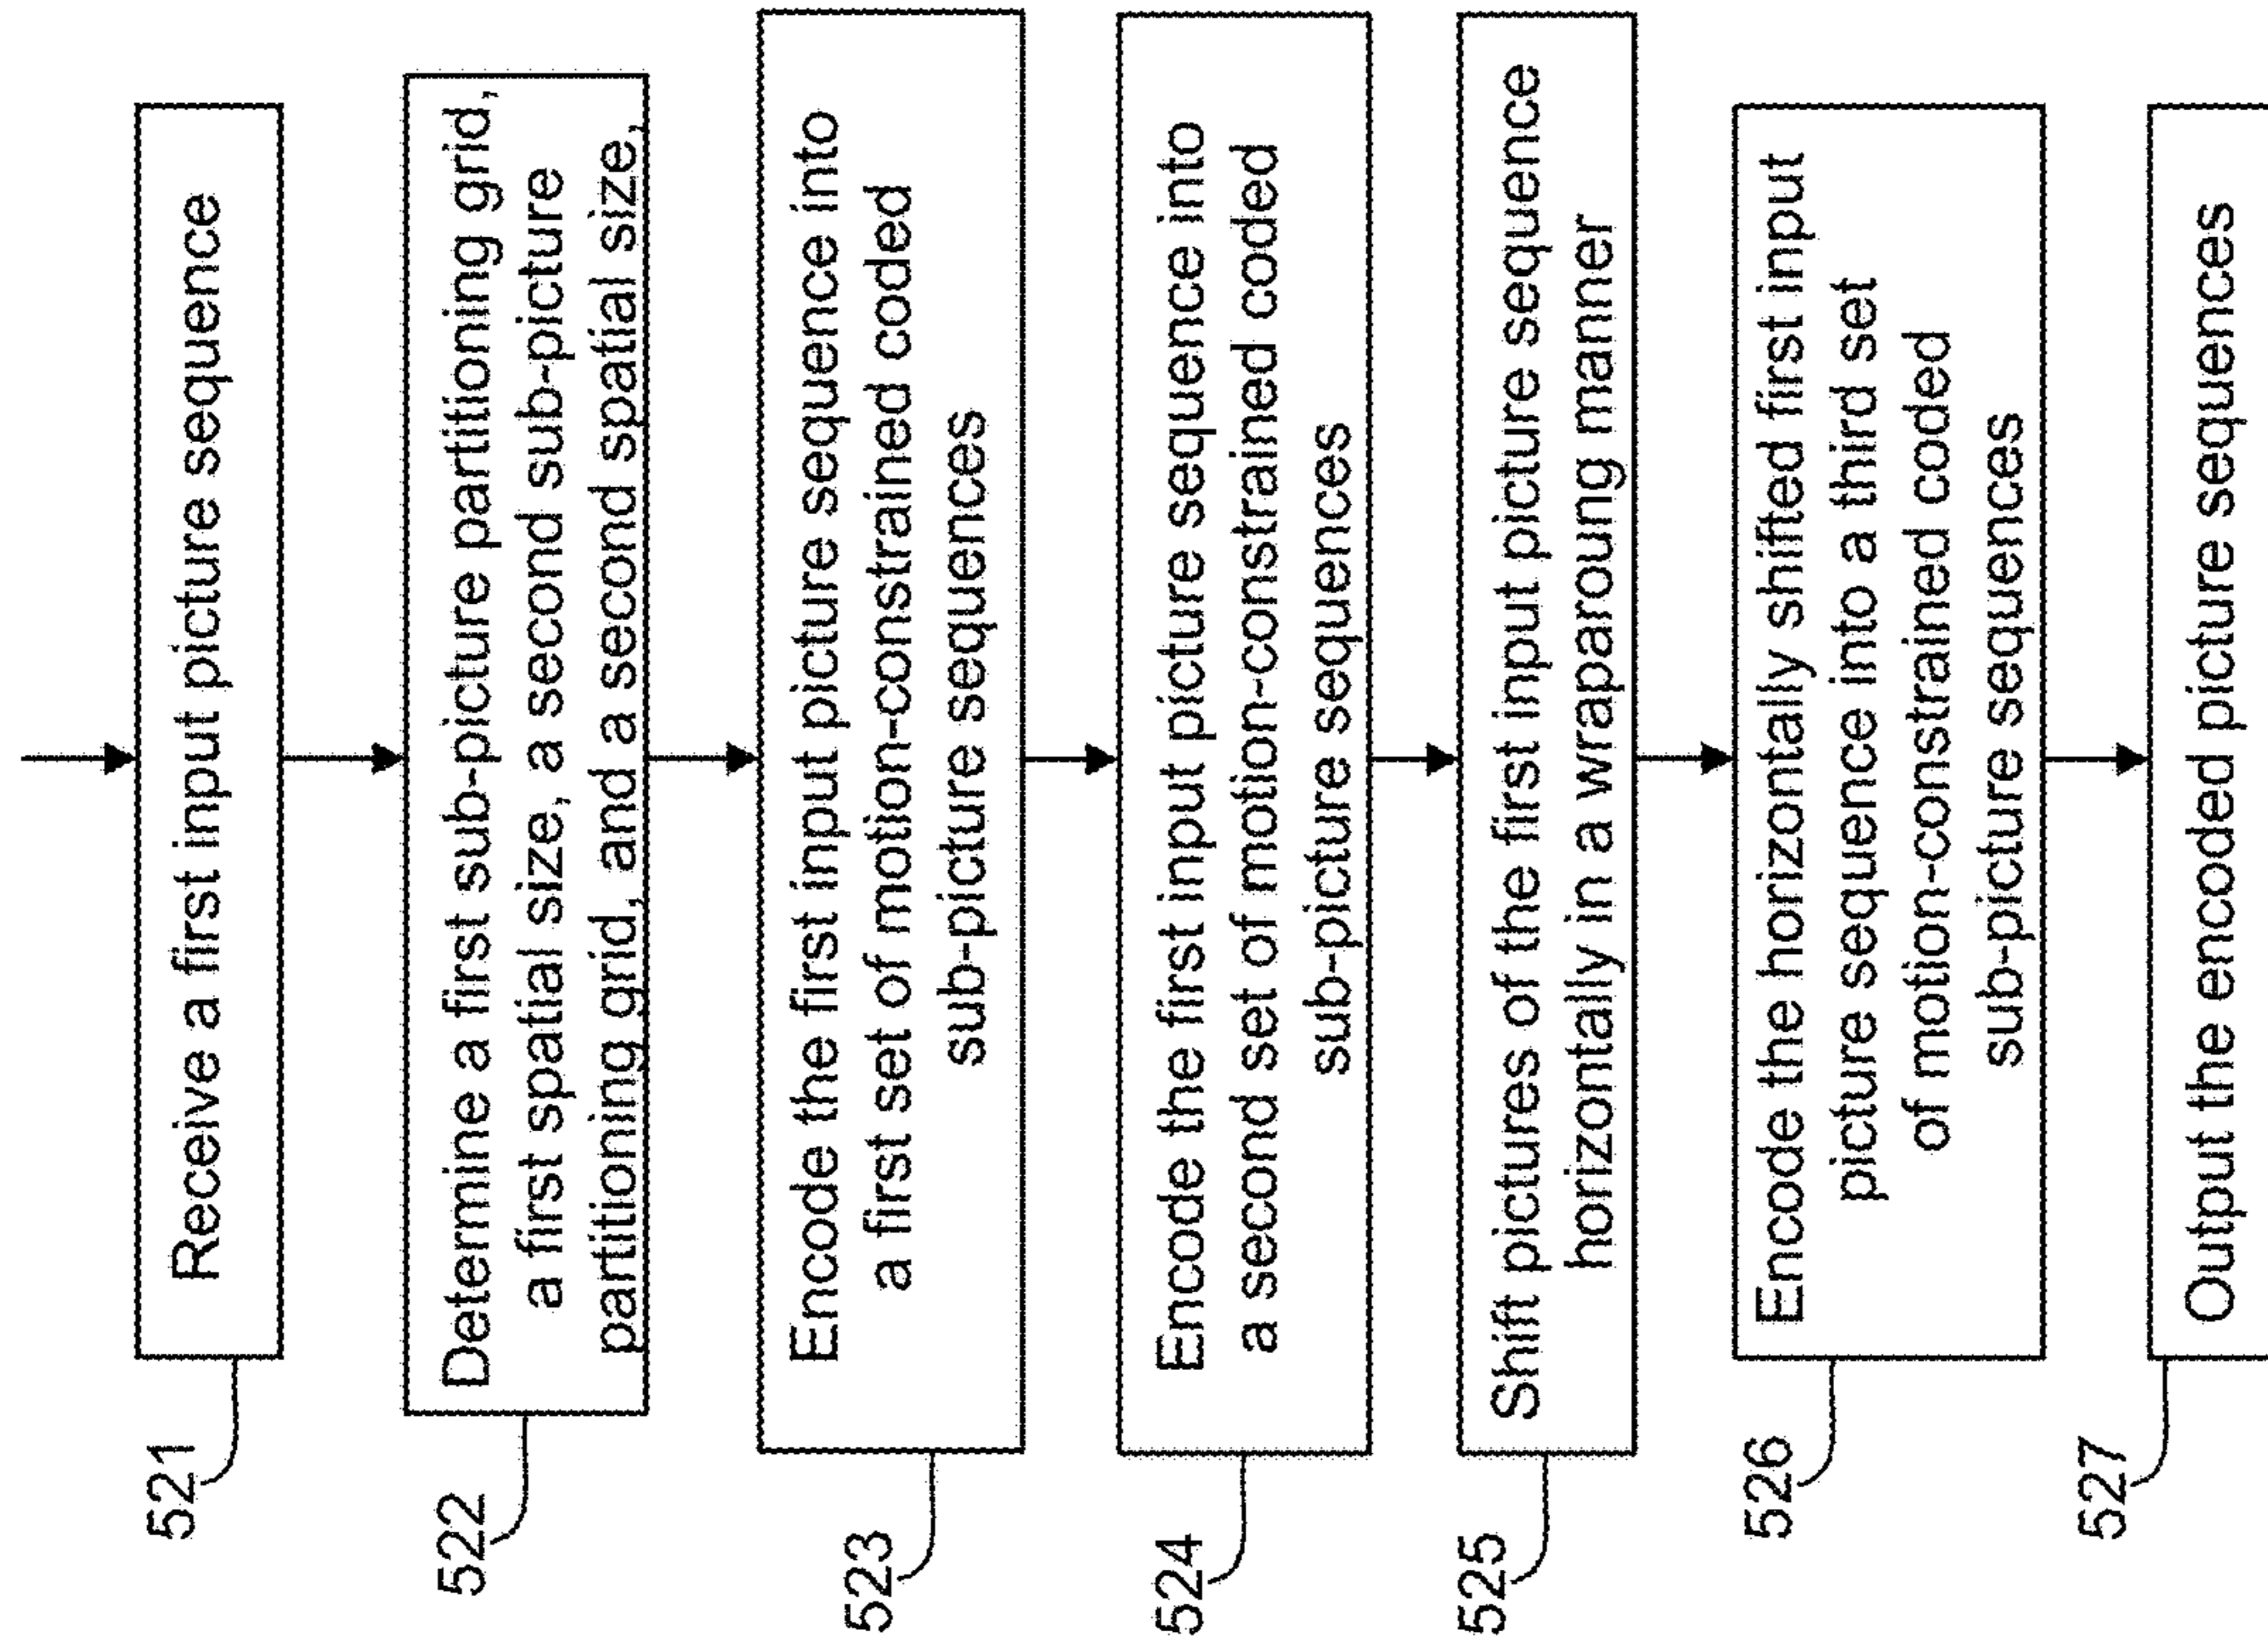 521
Receive a first input picture sequence
522
Determine a first sub-picture partitioning grid,
a first spatial size, a second sub-picture
partitioning grid, and a second spatial size,
523
Encode the first input picture sequence into
a first set of motion-constrained coded
sub-picture sequences
524
Encode the first input picture sequence into
a second set of motion-constrained coded
sub-picture sequences
525
Shift pictures of the first input picture sequence
horizontally in a wraparoung manner
526
Encode the horizontally shifted first input
picture sequence into a third set
of motion-constrained coded
sub-picture sequences
527
Output the encoded picture sequences